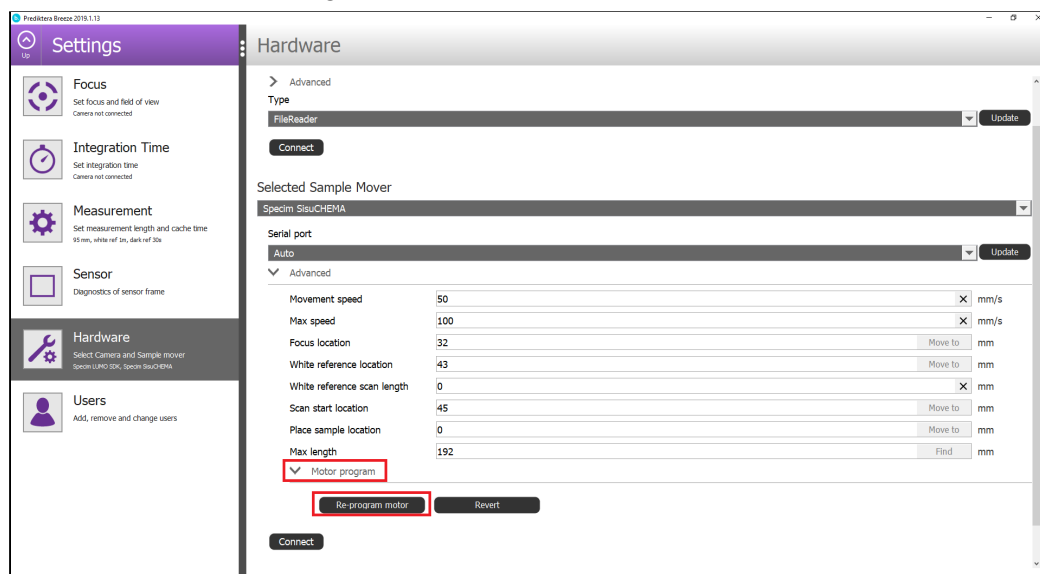 Prediktera Breeze 2019.1.13
Up
Settings
Hardware
Focus
Set focus and field of view
Camera not connected
Integration Time
Set integration time
Camera not connected
Measurement
Set measurement length and cache time
95 mm, white ref 1m, dark ref 30s
Sensor
Diagnostics of sensor frame
Hardware
Select Camera and Sample mover
Specim LUMO SDK, Specim SisuCHEMA
Users
Add, remove and change users
Advanced
Type
FileReader Update
Connect
Selected Sample Mover
Specim SisuCHEMA
Serial port
Auto Update
Advanced
Movement speed 50 mm/s
Max speed 100 mm/s
Focus location 32 Move to mm
White reference location 43 Move to mm
White reference scan length 0 mm
Scan start location 45 Move to mm
Place sample location 0 Move to mm
Max length 192 Find mm
Motor program
Re-program motor Revert
Connect